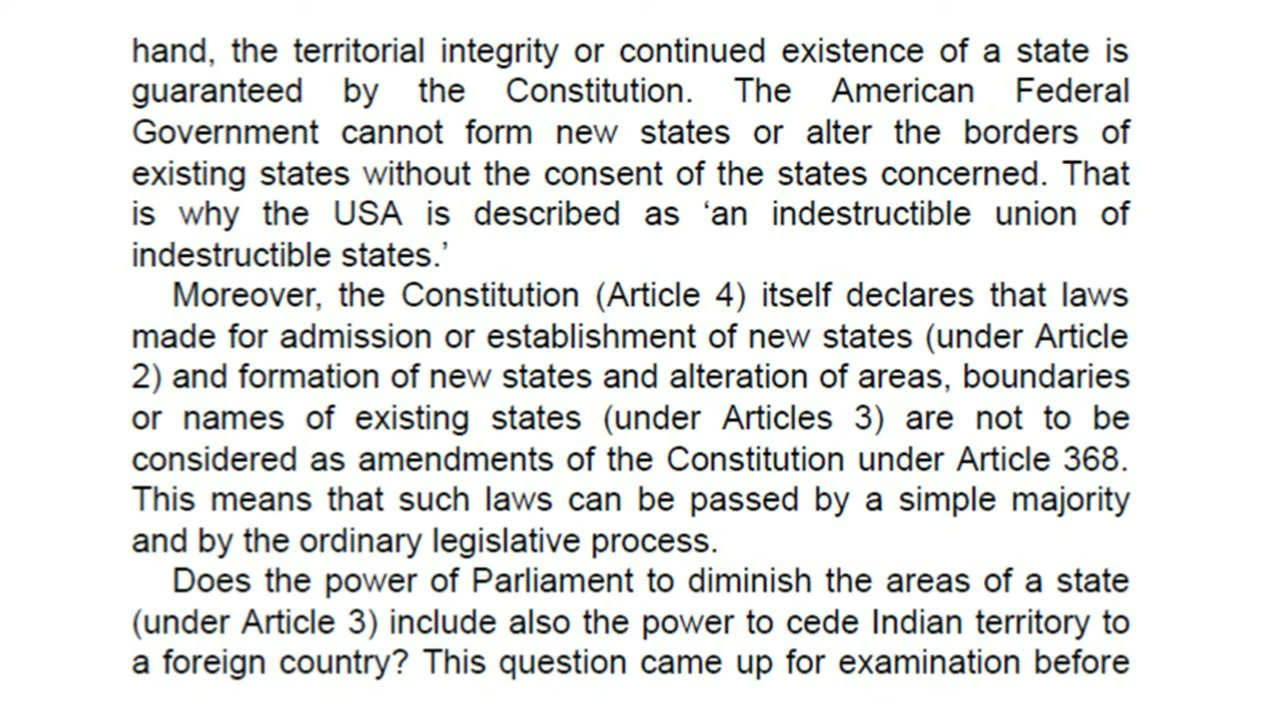 hand, the territorial integrity or continued existence of a state is
guaranteed by the Constitution. The American Federal
Government cannot form new states or alter the borders of
existing states without the consent of the states concerned. That
is why the USA is described as ‘an indestructible union of
indestructible states.’
Moreover, the Constitution (Article 4) itself declares that laws
made for admission or establishment of new states (under Article
2) and formation of new states and alteration of areas, boundaries
or names of existing states (under Articles 3) are not to be
considered as amendments of the Constitution under Article 368.
This means that such laws can be passed by a simple majority
and by the ordinary legislative process.
Does the power of Parliament to diminish the areas of a state
(under Article 3) include also the power to cede Indian territory to
a foreign country? This question came up for examination before